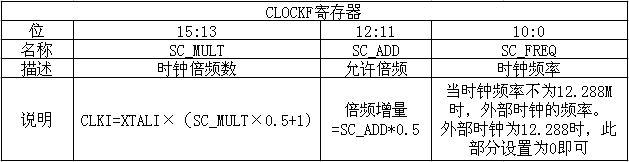 CLOCKF寄存器
位 15:13 12:11 10:0
名称 SC_MULT SC_ADD SC_FREQ
描述 时钟倍频数 允许倍频 时钟频率
说明 CLKI=XTALI×（SC_MULT×0.5+1） 倍频增量
=SC_ADD*0.5 当时钟频率不为12.288M
时，外部时钟的频率。
外部时钟为12.288时，此
部分设置为0即可